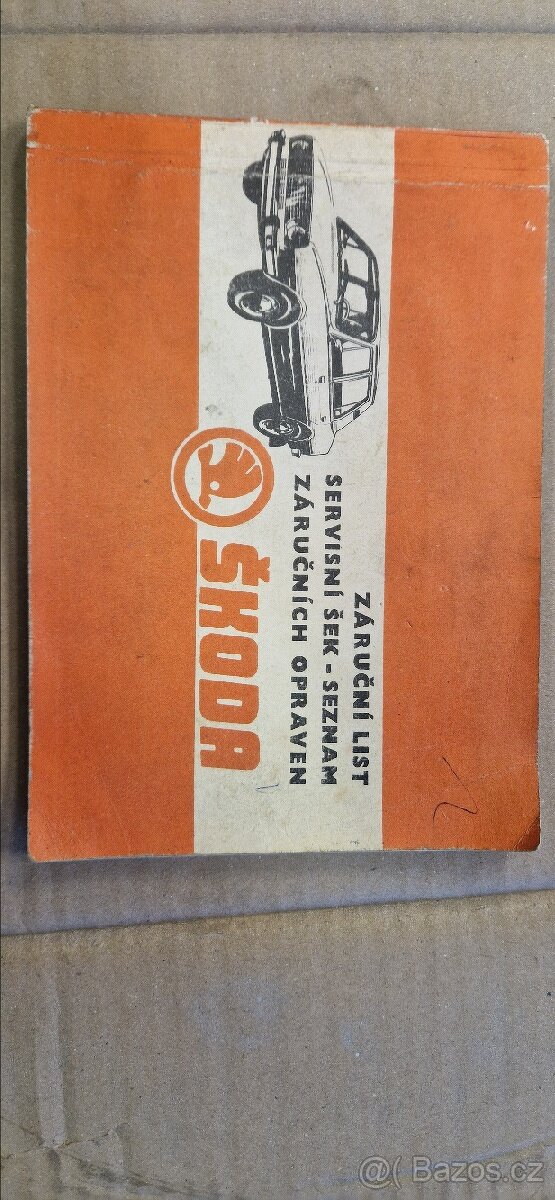 ZÁRUČNÍ LIST
SERVISNÍ ŠEK - SEZNAM
ZÁRUČNÍCH OPRAVEN
ŠKODA
@( Bazos.cz